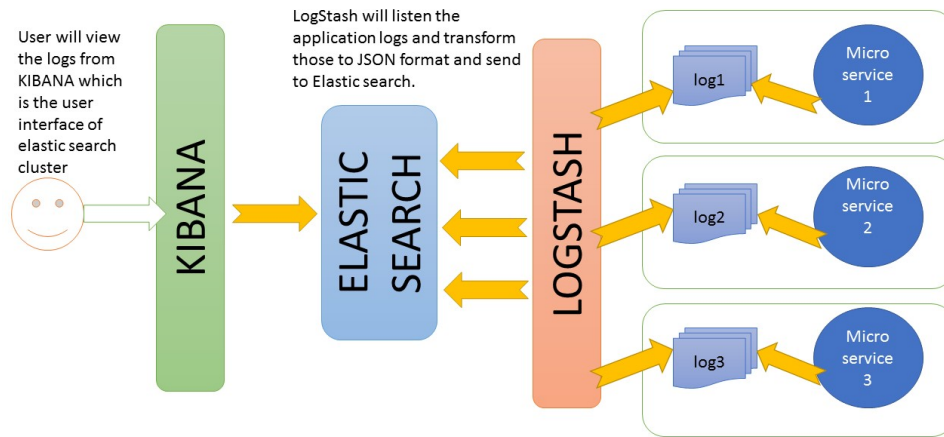 User will view
the logs from
KIBANA which
is the user
interface of
elastic search
cluster
LogStash will listen the
application logs and transform
those to JSON format and send
to Elastic search.
KIBANA
ELASTIC
SEARCH
LOGSTASH
log1
Micro
service
1
log2
Micro
service
2
log3
Micro
service
3